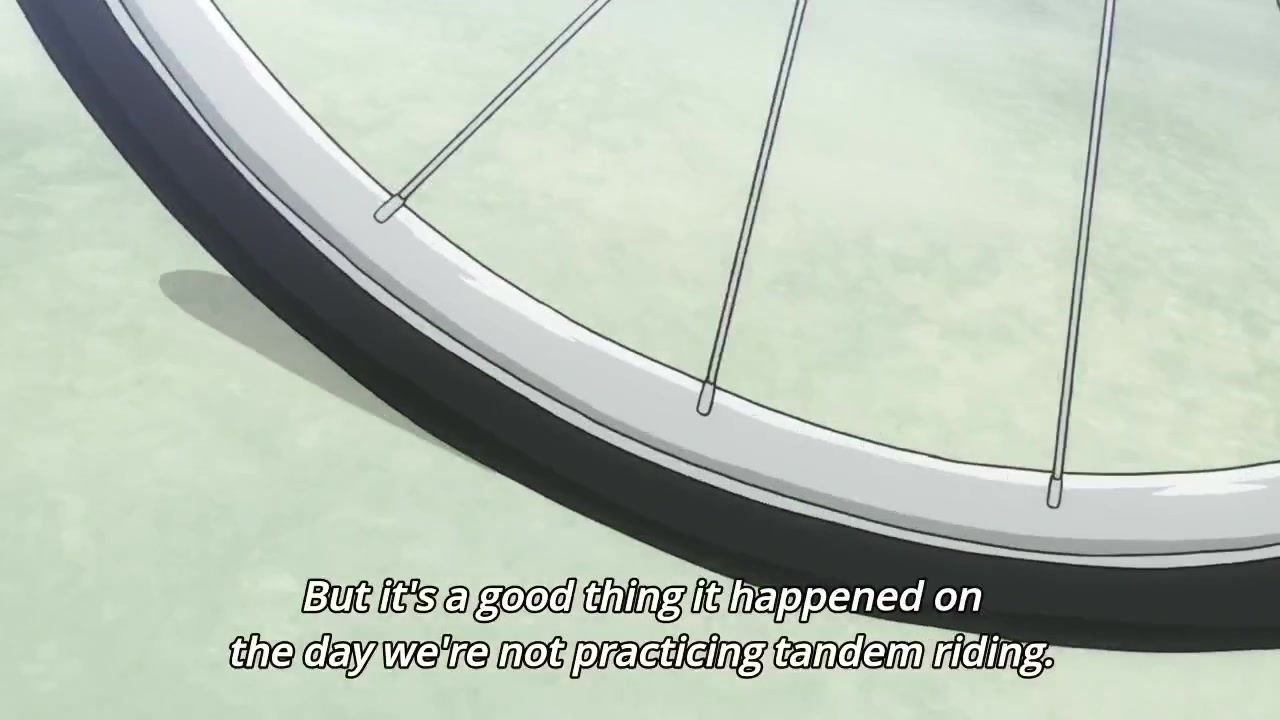 But it's a good thing it happened on
the day we're not practicing tandem riding.